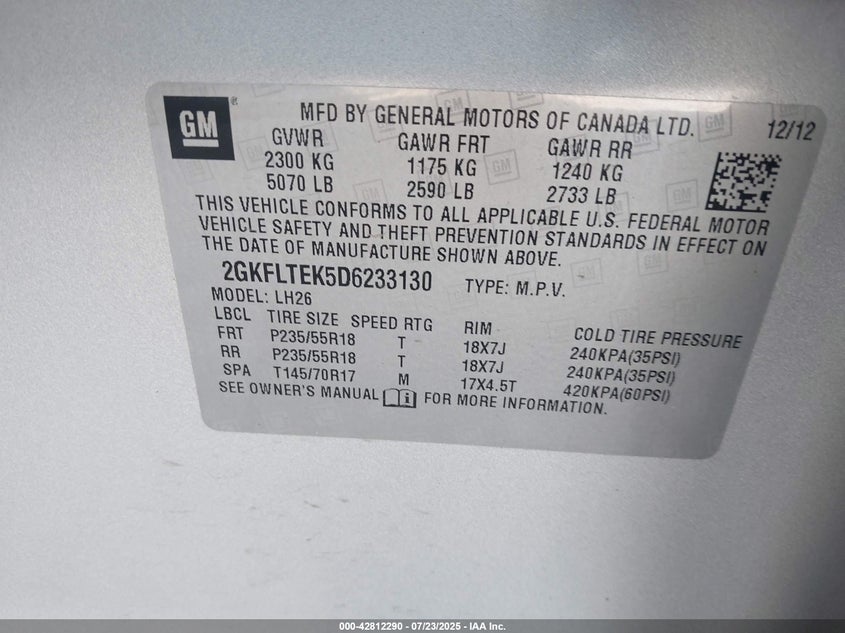 GM
MFD BY GENERAL MOTORS OF CANADA LTD. 12/12
GVWR GAWR FRT GAWR RR
2300 KG 1175 KG 1240 KG
5070 LB 2590 LB 2733 LB
THIS VEHICLE CONFORMS TO ALL APPLICABLE U.S. FEDERAL MOTOR
VEHICLE SAFETY AND THEFT PREVENTION STANDARDS IN EFFECT ON
THE DATE OF MANUFACTURE SHOWN ABOVE.
2GKFLTEK5D6233130 TYPE: M.P.V.
MODEL: LH26
LBCL TIRE SIZE SPEED RTG RIM COLD TIRE PRESSURE
FRT P235/55R18 T 18X7J 240KPA(35PSI)
RR P235/55R18 T 18X7J 240KPA(35PSI)
SPA T145/70R17 M 17X4.5T 420KPA(60PSI)
SEE OWNER'S MANUAL FOR MORE INFORMATION.
000-42812290 - 07/23/2025 - IAA Inc.